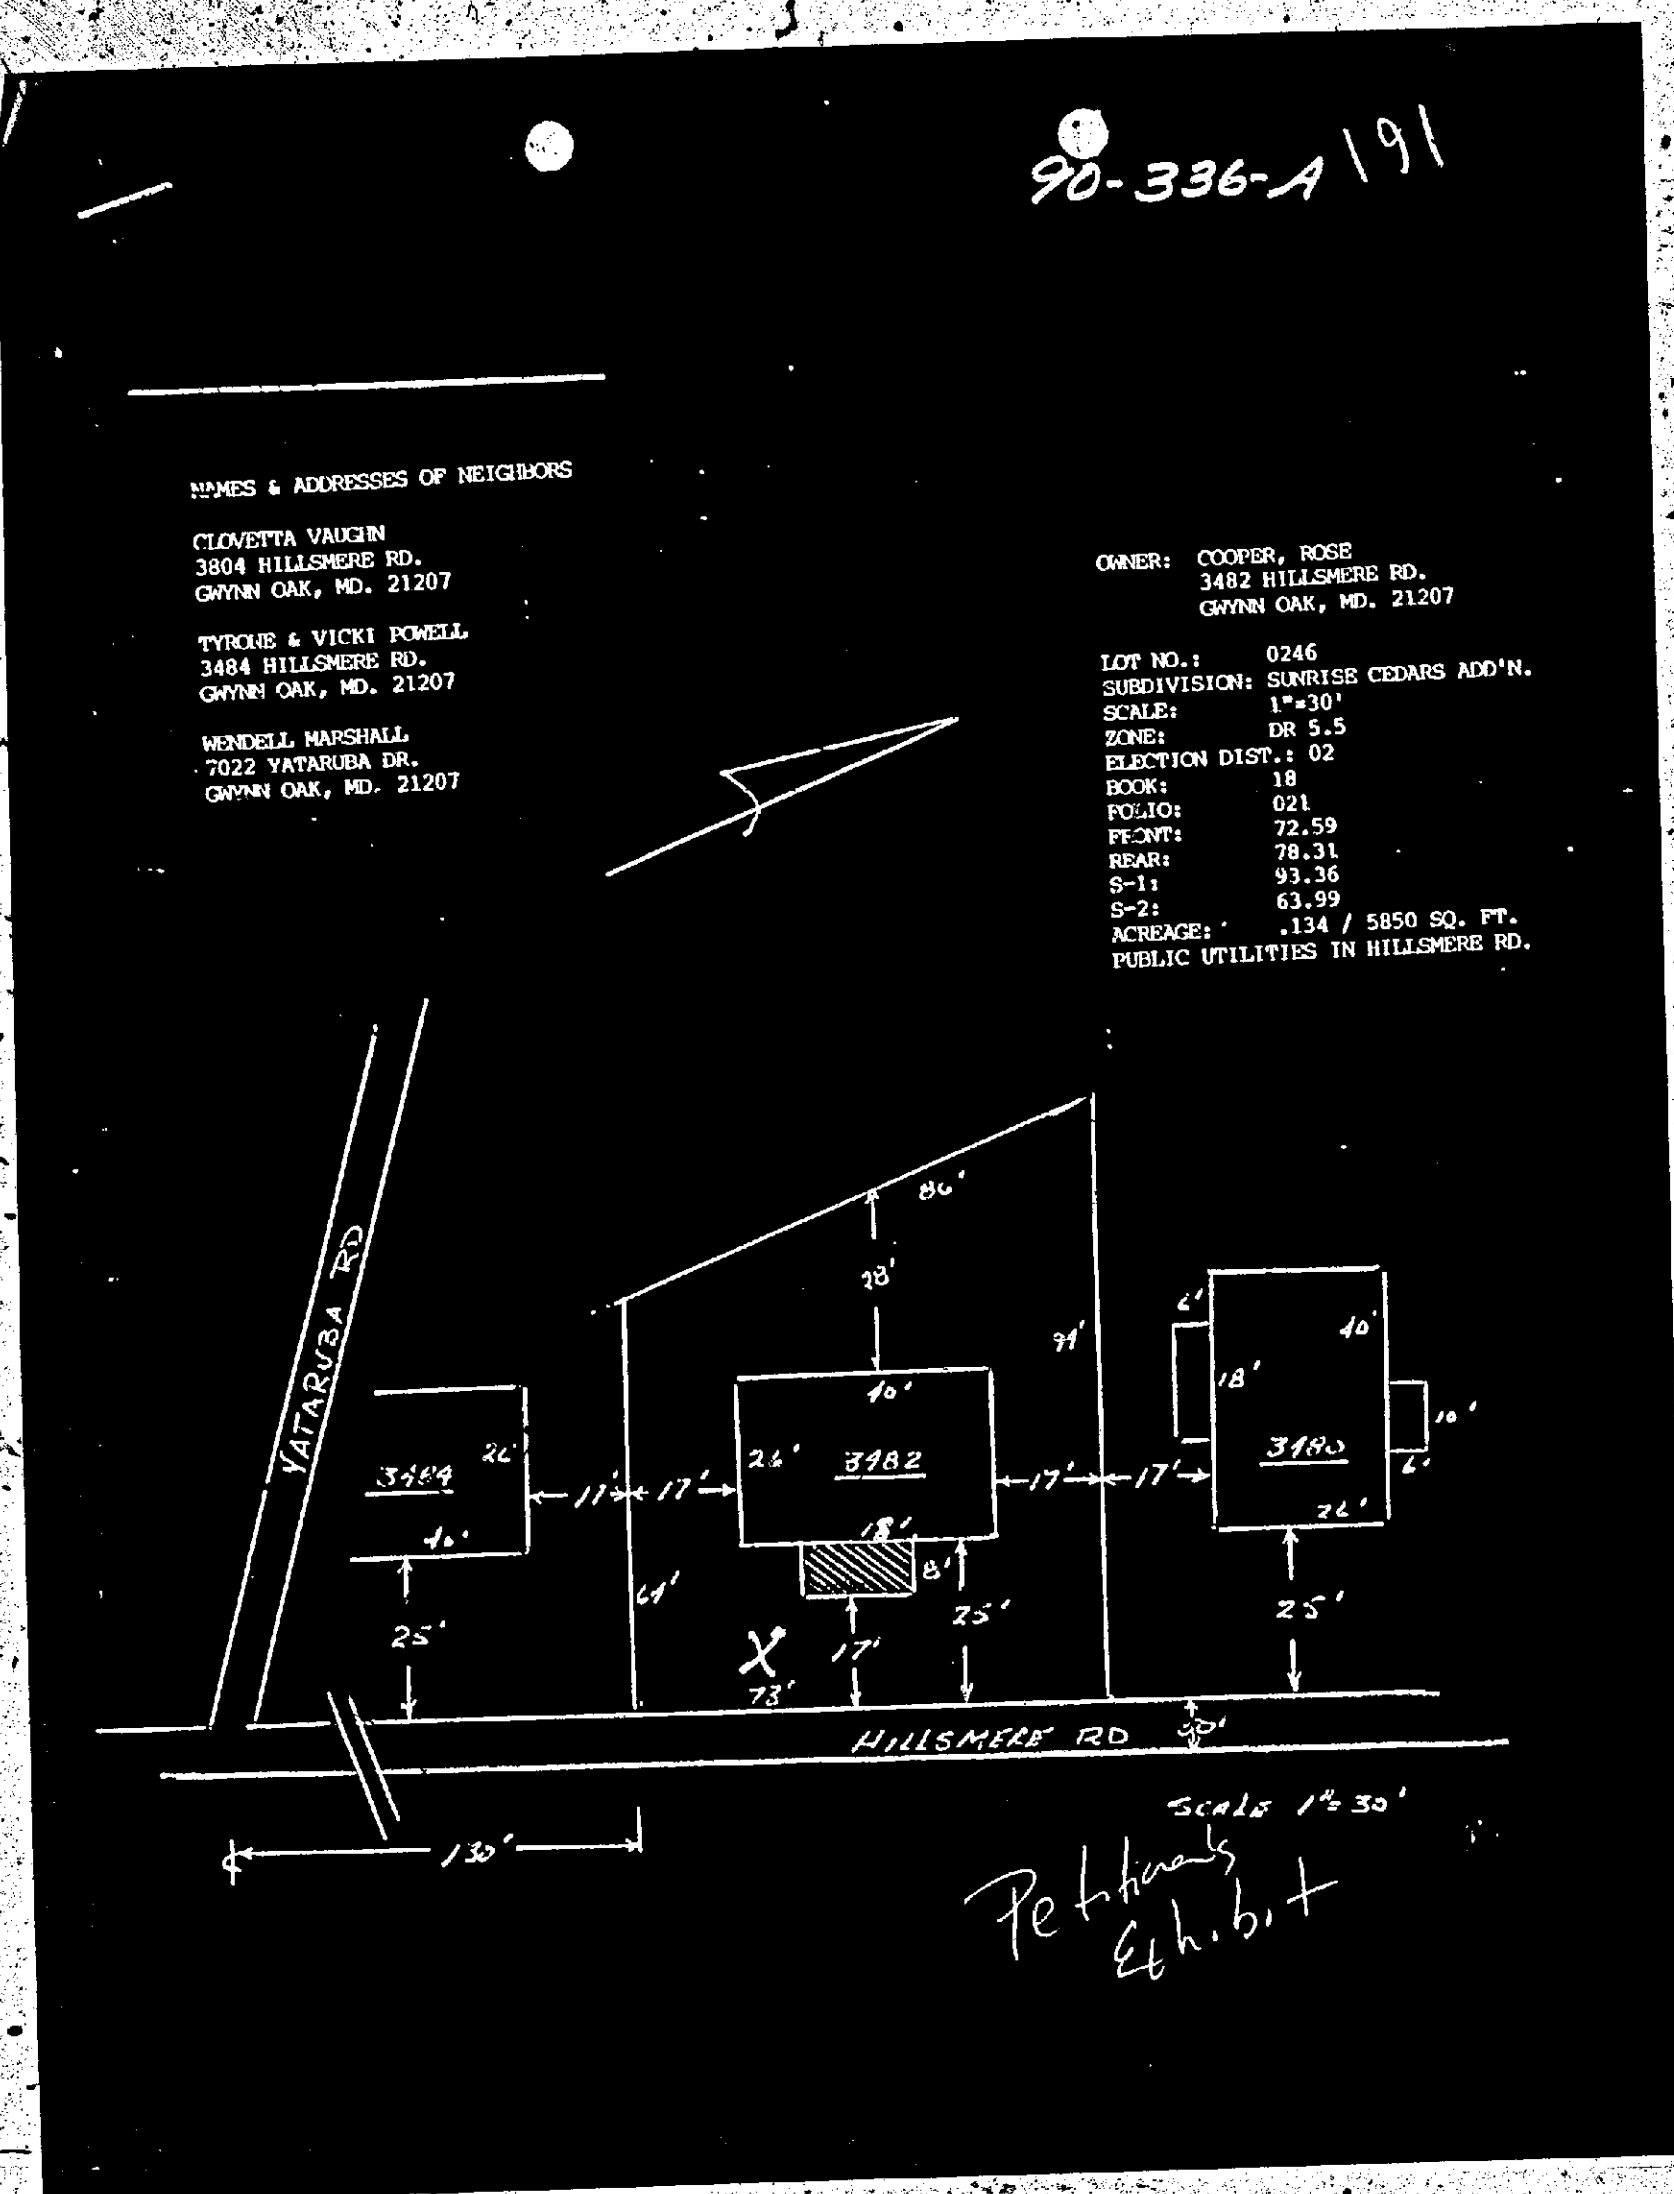 90-336-A 191
NAMES & ADDRESSES OF NEIGHBORS
CLOVETTA VAUGHN
3804 HILLSMERE RD.
GWYNN OAK, MD. 21207
TYRONE & VICKI POWELL
3484 HILLSMERE RD.
GWYNN OAK, MD. 21207
WENDELL MARSHALL
7022 YATARUBA DR.
GWYNN OAK, MD. 21207
OWNER: COOPER, ROSE
3482 HILLSMERE RD.
GWYNN OAK, MD. 21207
LOT NO.: 0246
SUBDIVISION: SUNRISE CEDARS ADD'N.
SCALE: 1"=30'
ZONE: DR 5.5
ELECTION DIST.: 02
BOOK: 18
FOLIO: 021
FRONT: 72.59
REAR: 78.31
S-1: 93.36
S-2: 63.99
ACREAGE: .134 / 5850 SQ. FT.
PUBLIC UTILITIES IN HILLSMERE RD.
YATARUBA RD
86'
28'
94'
6'
40'
18'
10'
6'
3480
26'
40'
26'
3482
18'
8'
26'
3484
40'
17'
17'
17'
64'
25'
17'
25'
25'
X
73'
HILLSMERE RD
130'
SCALE 1"=30'
Petitioner's
Exhibit